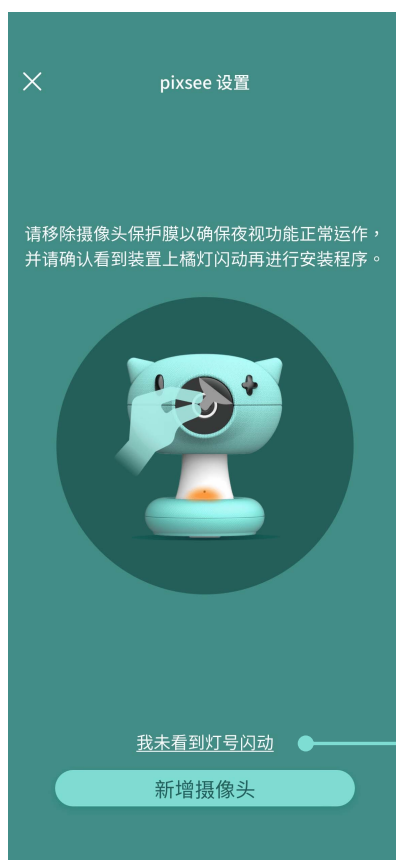 pixsee 设置
请移除摄像头保护膜以确保夜视功能正常运作，
并请确认看到装置上橘灯闪动再进行安装程序。
我未看到灯号闪动
新增摄像头